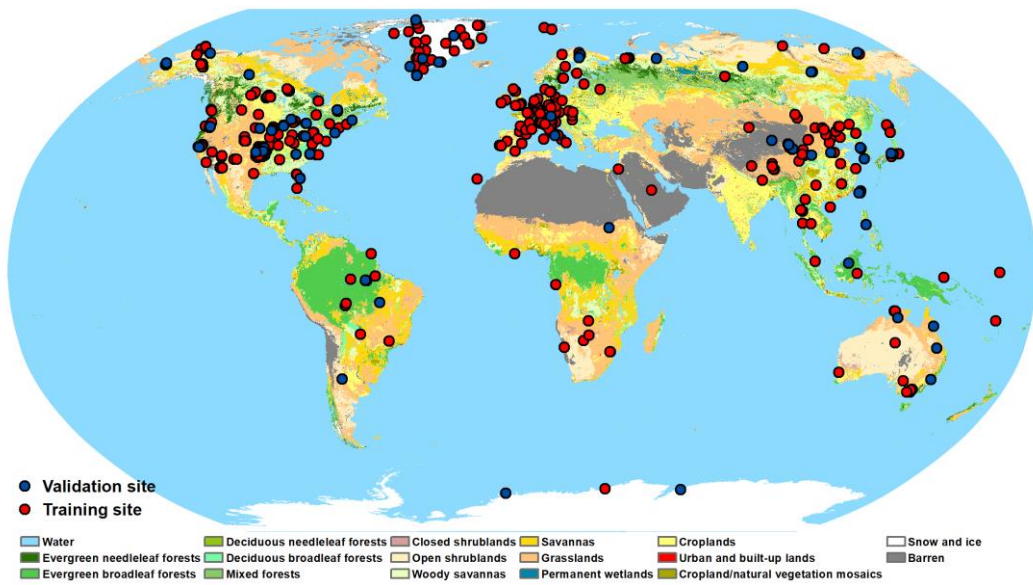 Validation site
Training site
Water
Deciduous needleleaf forests
Closed shrublands
Savannas
Croplands
Snow and ice
Evergreen needleleaf forests
Deciduous broadleaf forests
Open shrublands
Grasslands
Urban and built-up lands
Barren
Evergreen broadleaf forests
Mixed forests
Woody savannas
Permanent wetlands
Cropland/natural vegetation mosaics